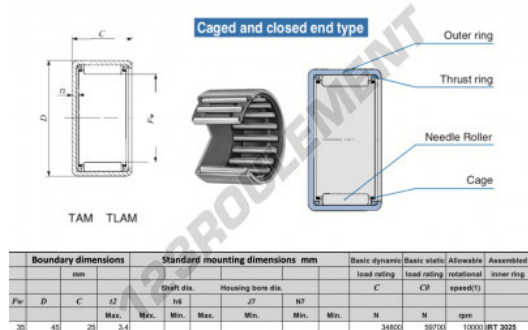 Caged and closed end type
C
Outer ring
Thrust ring
t2
D
Fw
Needle Roller
Cage
TAM TLAM
123ROULEMENT
Boundary dimensions Standard mounting dimensions mm Basic dynamic Basic static Allowable Assembled
mm load rating load rating rotational inner ring
Shaft dia. Housing bore dia. C C0 speed(1)
Fw D C t2 h6 J7 N7
Max. Max. Min. Max. Min. Max. Min. N N rpm
35 45 25 3.4 34800 59700 10000 IRT 3025